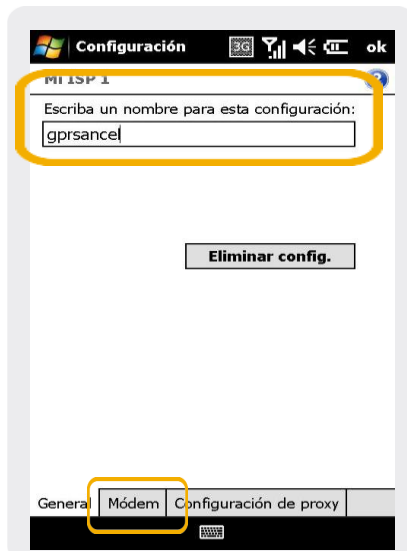 Configuración 3G ok
MI ISP 1
Escriba un nombre para esta configuración:
gprsancel
Eliminar config.
General Módem Configuración de proxy